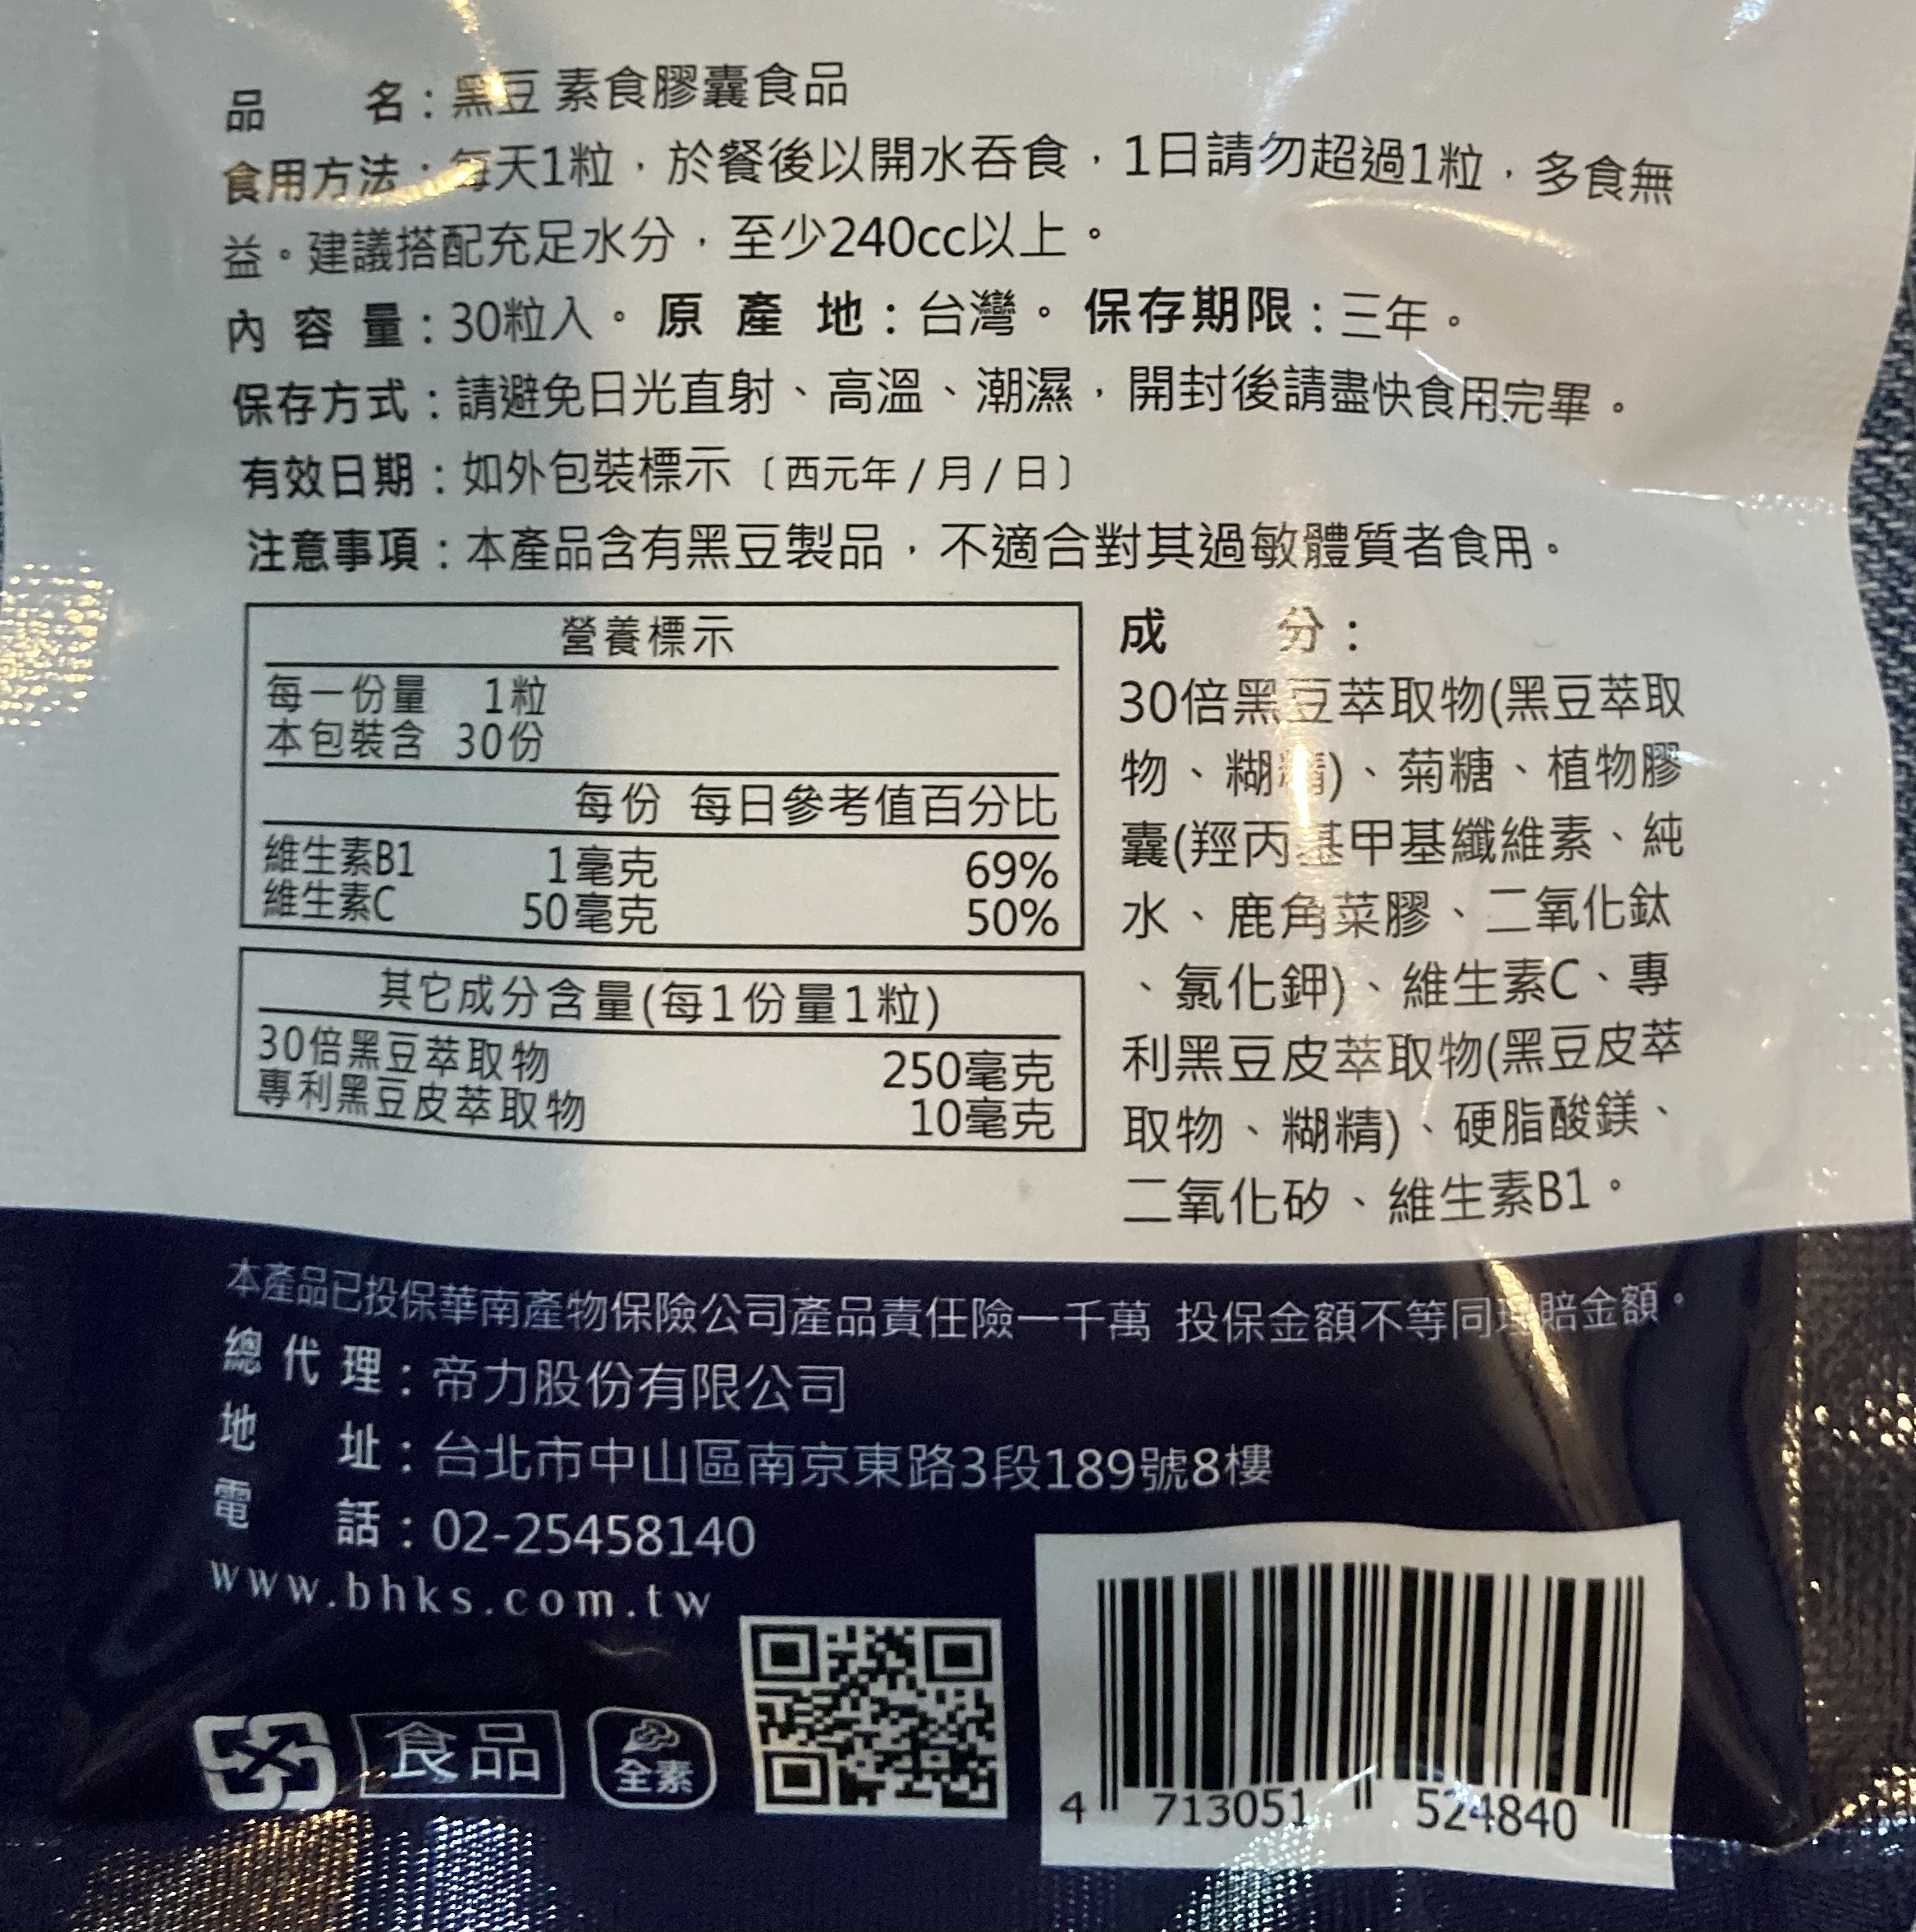 品 名：黑豆 素食膠囊食品
食用方法：每天1粒，於餐後以開水吞食，1日請勿超過1粒，多食無
益。建議搭配充足水分，至少240cc以上。
內 容 量：30粒入。原 產 地：台灣。保存期限：三年。
保存方式：請避免日光直射、高溫、潮濕，開封後請盡快食用完畢。
有效日期：如外包裝標示〔西元年/月/日〕
注意事項：本產品含有黑豆製品，不適合對其過敏體質者食用。
營養標示
每一份量 1粒
本包裝含 30份
每份 每日參考值百分比
維生素B1 1毫克 69%
維生素C 50毫克 50%
其它成分含量(每1份量1粒)
30倍黑豆萃取物 250毫克
專利黑豆皮萃取物 10毫克
成 分：
30倍黑豆萃取物(黑豆萃取
物、糊精)、菊糖、植物膠
囊(羥丙基甲基纖維素、純
水、鹿角菜膠、二氧化鈦
、氯化鉀)、維生素C、專
利黑豆皮萃取物(黑豆皮萃
取物、糊精)、硬脂酸鎂、
二氧化矽、維生素B1。
本產品已投保華南產物保險公司產品責任險一千萬 投保金額不等同理賠金額。
總 代 理：帝力股份有限公司
地 址：台北市中山區南京東路3段189號8樓
電 話：02-25458140
www.bhks.com.tw
食品
全素
4 713051 524840